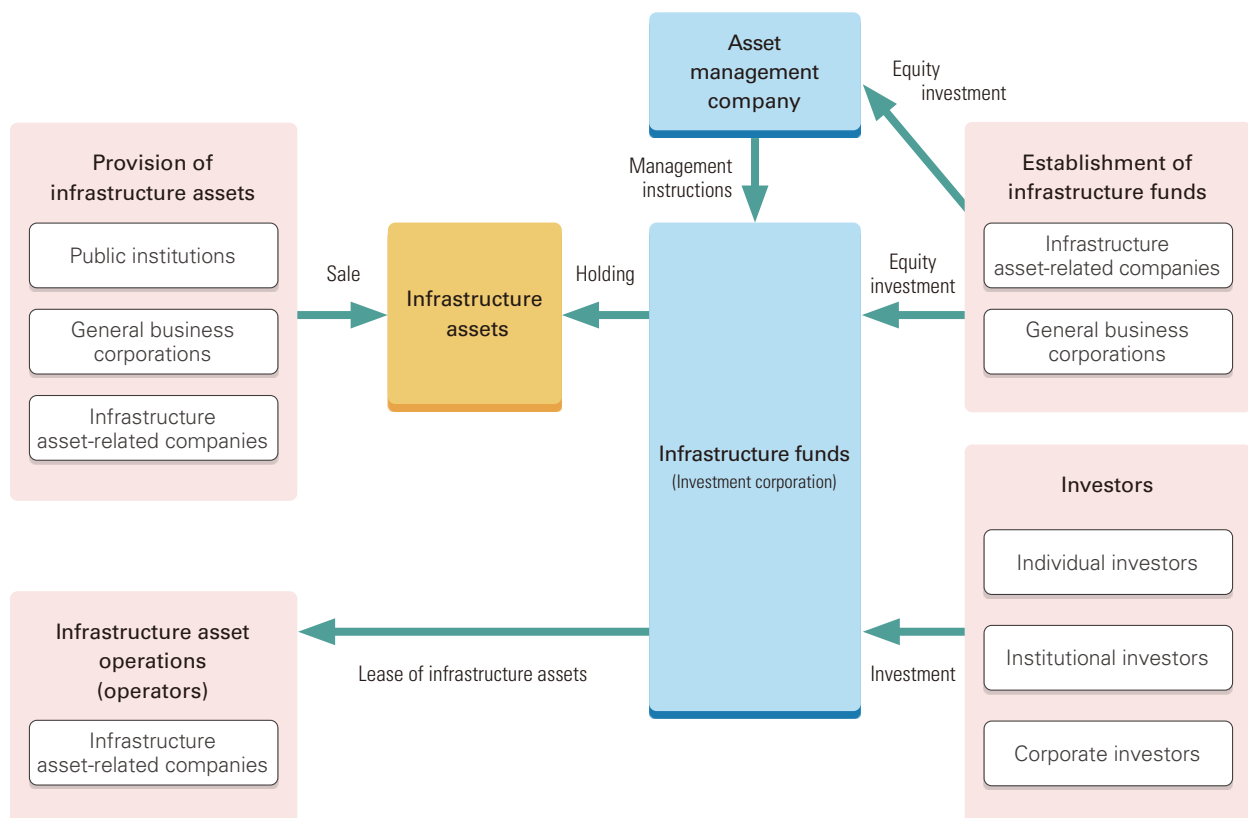 Asset
management
company
Equity
investment
Management
instructions
Provision of
infrastructure assets
Public institutions
General business
corporations
Infrastructure
asset-related companies
Sale
Infrastructure
assets
Holding
Infrastructure funds
(Investment corporation)
Equity
investment
Establishment of
infrastructure funds
Infrastructure
asset-related companies
General business
corporations
Infrastructure asset
operations
(operators)
Infrastructure
asset-related companies
Lease of infrastructure assets
Investment
Investors
Individual investors
Institutional investors
Corporate investors